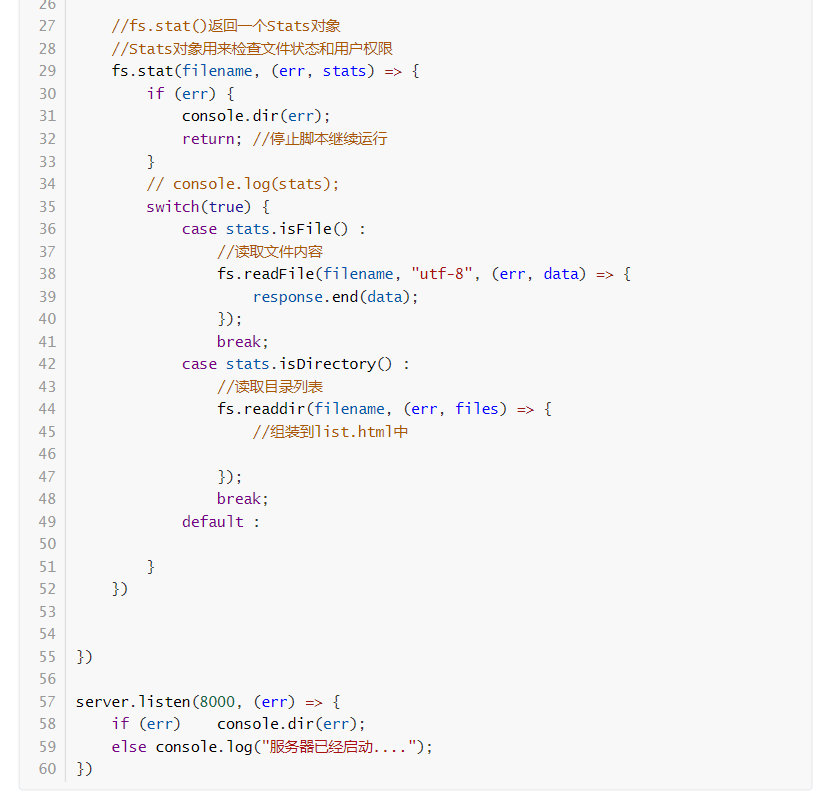 26
27 //fs.stat()返回一个Stats对象
28 //Stats对象用来检查文件状态和用户权限
29 fs.stat(filename, (err, stats) => {
30 if (err) {
31 console.dir(err);
32 return; //停止脚本继续运行
33 }
34 // console.log(stats);
35 switch(true) {
36 case stats.isFile() :
37 //读取文件内容
38 fs.readFile(filename, "utf-8", (err, data) => {
39 response.end(data);
40 });
41 break;
42 case stats.isDirectory() :
43 //读取目录列表
44 fs.readdir(filename, (err, files) => {
45 //组装到list.html中
46
47 });
48 break;
49 default :
50
51 }
52 })
53
54
55 })
56
57 server.listen(8000, (err) => {
58 if (err)    console.dir(err);
59 else console.log("服务器已经启动....");
60 })